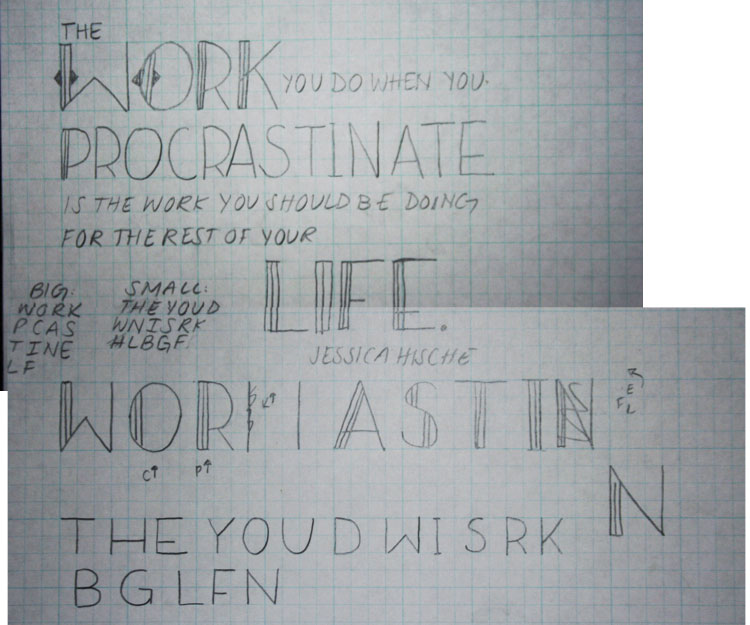 THE
WORK YOU DO WHEN YOU
PROCRASTINATE
IS THE WORK YOU SHOULD BE DOING
FOR THE REST OF YOUR
LIFE.
JESSICA HISCHE
BIG:
WORK
PCAS
TINE
LF
SMALL:
THE YOUD
WNISRK
HLBGF
WOR I A S T I N
C↑ P↑
E
F L
N
THE YOUD WISRK
BGLFN